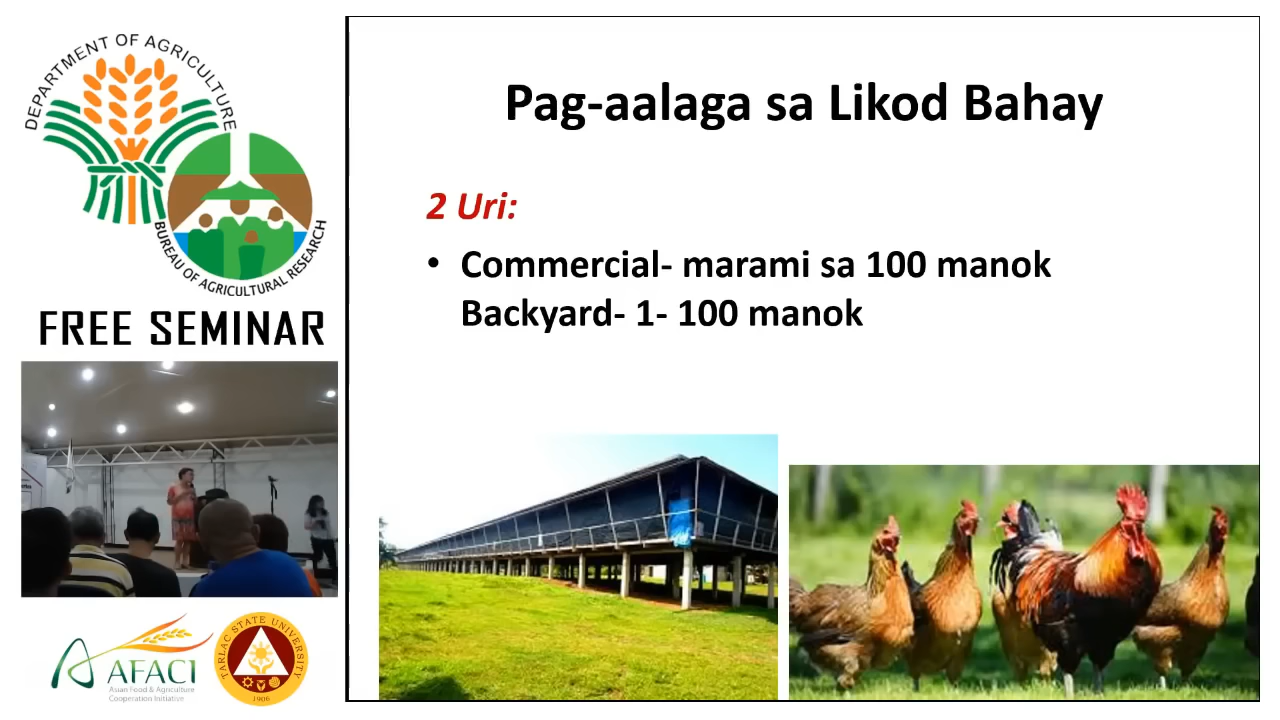 DEPARTMENT OF AGRICULTURE
BUREAU OF AGRICULTURAL RESEARCH
FREE SEMINAR
AFACI
Asian Food & Agriculture
Cooperation Initiative
TARLAC STATE UNIVERSITY
1906
Pag-aalaga sa Likod Bahay
2 Uri:
• Commercial- marami sa 100 manok
Backyard- 1- 100 manok